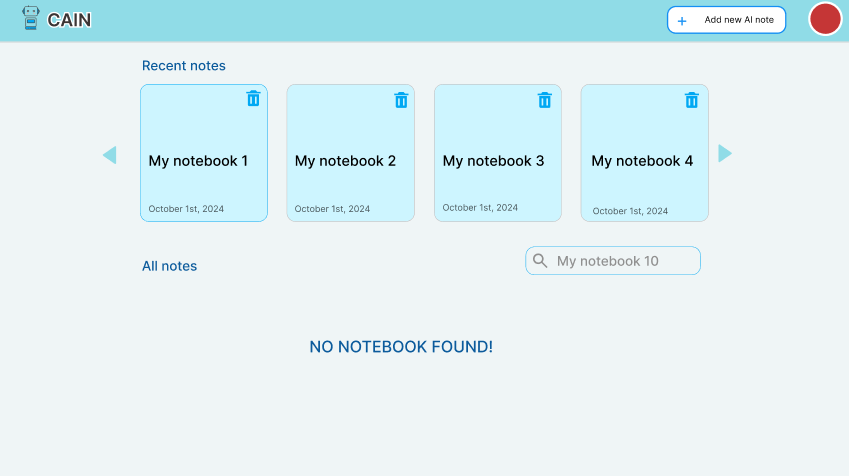 CAIN
+ Add new AI note
Recent notes
My notebook 1
October 1st, 2024
My notebook 2
October 1st, 2024
My notebook 3
October 1st, 2024
My notebook 4
October 1st, 2024
All notes
My notebook 10
NO NOTEBOOK FOUND!